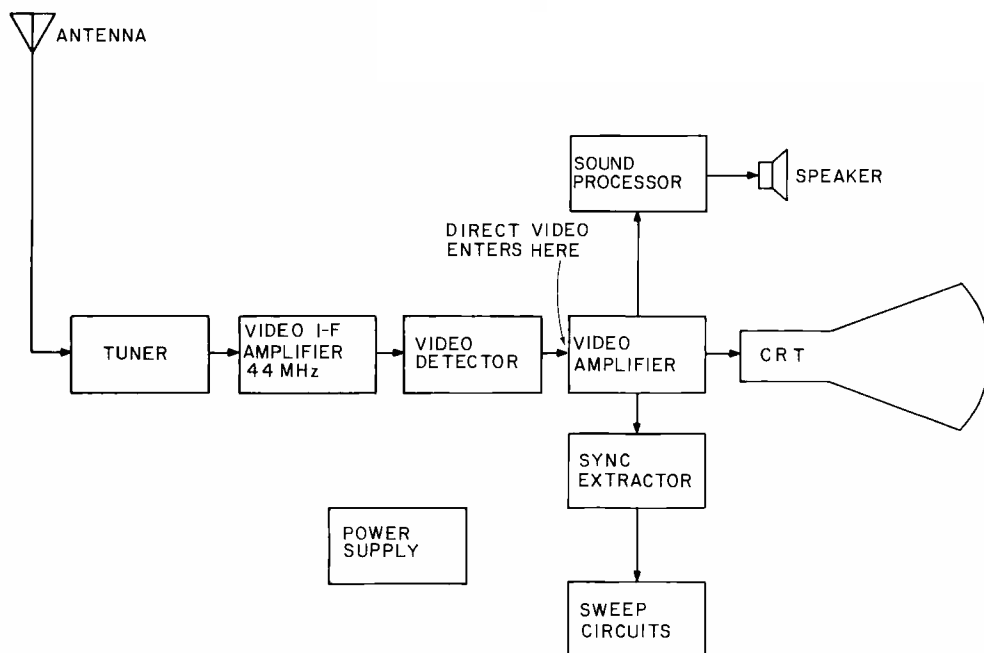 ANTENNA
SOUND
PROCESSOR
SPEAKER
DIRECT VIDEO
ENTERS HERE
TUNER
VIDEO I-F
AMPLIFIER
44 MHz
VIDEO
DETECTOR
VIDEO
AMPLIFIER
CRT
SYNC
EXTRACTOR
POWER
SUPPLY
SWEEP
CIRCUITS